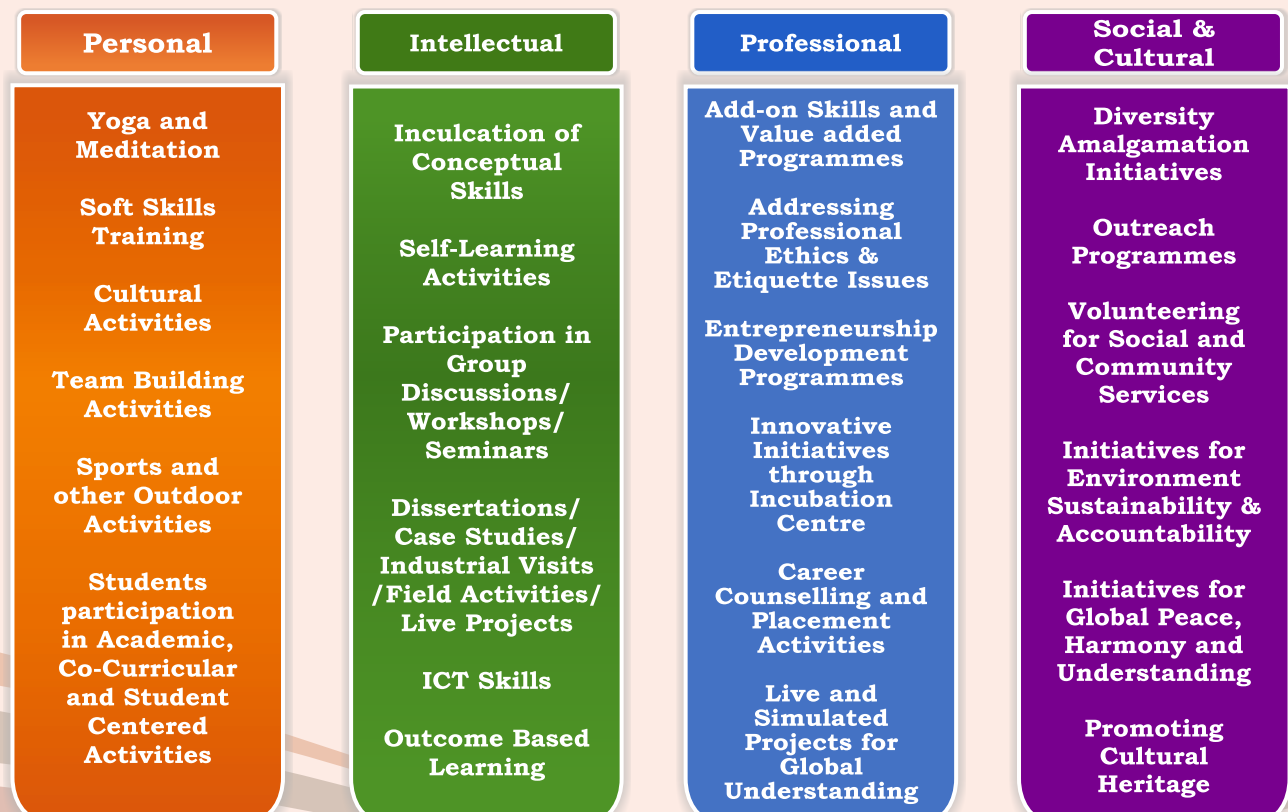 Personal
Yoga and
Meditation
Soft Skills
Training
Cultural
Activities
Team Building
Activities
Sports and
other Outdoor
Activities
Students
participation
in Academic,
Co-Curricular
and Student
Centered
Activities
Intellectual
Inculcation of
Conceptual
Skills
Self-Learning
Activities
Participation in
Group
Discussions/
Workshops/
Seminars
Dissertations/
Case Studies/
Industrial Visits
/Field Activities/
Live Projects
ICT Skills
Outcome Based
Learning
Professional
Add-on Skills and
Value added
Programmes
Addressing
Professional
Ethics &
Etiquette Issues
Entrepreneurship
Development
Programmes
Innovative
Initiatives
through
Incubation
Centre
Career
Counselling and
Placement
Activities
Live and
Simulated
Projects for
Global
Understanding
Social &
Cultural
Diversity
Amalgamation
Initiatives
Outreach
Programmes
Volunteering
for Social and
Community
Services
Initiatives for
Environment
Sustainability &
Accountability
Initiatives for
Global Peace,
Harmony and
Understanding
Promoting
Cultural
Heritage